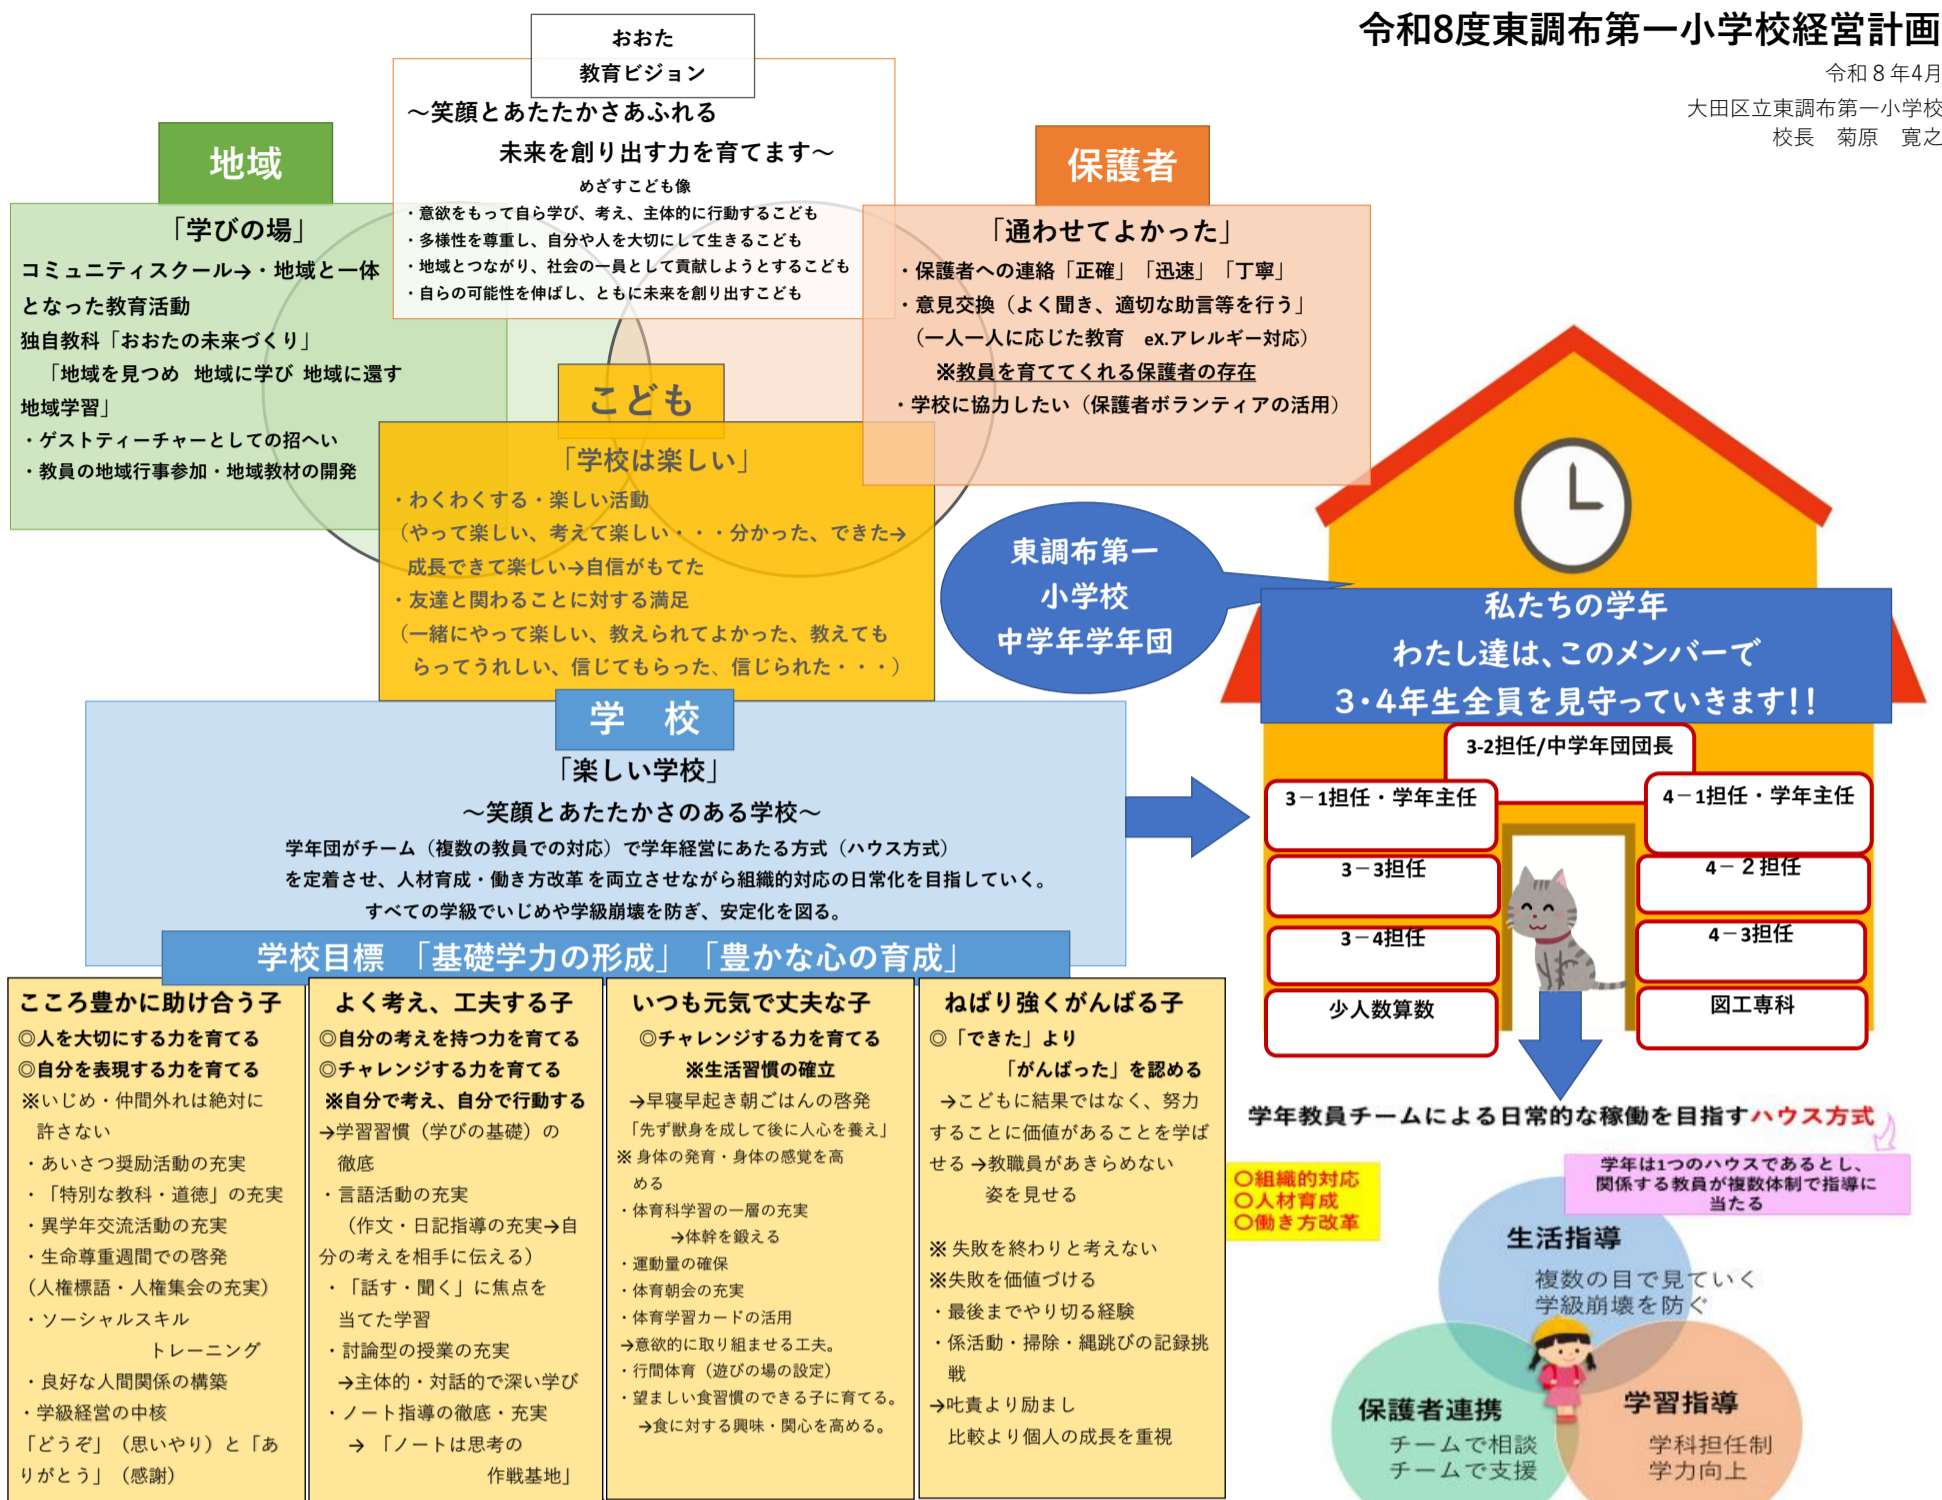 令和8度東調布第一小学校経営計画
令和８年4月
大田区立東調布第一小学校
校長　菊原　寛之
おおた
教育ビジョン
～笑顔とあたたかさあふれる
未来を創り出す力を育てます～
めざすこども像
・意欲をもって自ら学び、考え、主体的に行動するこども
・多様性を尊重し、自分や人を大切にして生きるこども
・地域とつながり、社会の一員として貢献しようとするこども
・自らの可能性を伸ばし、ともに未来を創り出すこども
地域
「学びの場」
コミュニティスクール→・地域と一体
となった教育活動
独自教科「おおたの未来づくり」
「地域を見つめ 地域に学び 地域に還す
地域学習」
・ゲストティーチャーとしての招へい
・教員の地域行事参加・地域教材の開発
保護者
「通わせてよかった」
・保護者への連絡「正確」「迅速」「丁寧」
・意見交換（よく聞き、適切な助言等を行う」
（一人一人に応じた教育　ex.アレルギー対応）
※教員を育ててくれる保護者の存在
・学校に協力したい（保護者ボランティアの活用）
こども
「学校は楽しい」
・わくわくする・楽しい活動
（やって楽しい、考えて楽しい・・・分かった、できた→
成長できて楽しい→自信がもてた
・友達と関わることに対する満足
（一緒にやって楽しい、教えられてよかった、教えても
らってうれしい、信じてもらった、信じられた・・・）
学　校
「楽しい学校」
～笑顔とあたたかさのある学校～
学年団がチーム（複数の教員での対応）で学年経営にあたる方式（ハウス方式）
を定着させ、人材育成・働き方改革 を両立させながら組織的対応の日常化を目指していく。
すべての学級でいじめや学級崩壊を防ぎ、安定化を図る。
学校目標 「基礎学力の形成」「豊かな心の育成」
こころ豊かに助け合う子
◎人を大切にする力を育てる
◎自分を表現する力を育てる
※いじめ・仲間外れは絶対に
許さない
・あいさつ奨励活動の充実
・「特別な教科・道徳」の充実
・異学年交流活動の充実
・生命尊重週間での啓発
（人権標語・人権集会の充実）
・ソーシャルスキル
トレーニング
・良好な人間関係の構築
・学級経営の中核
「どうぞ」（思いやり）と「あ
りがとう」（感謝）
よく考え、工夫する子
◎自分の考えを持つ力を育てる
◎チャレンジする力を育てる
※自分で考え、自分で行動する
→学習習慣（学びの基礎）の
徹底
・言語活動の充実
（作文・日記指導の充実→自
分の考えを相手に伝える）
・「話す・聞く」に焦点を
当てた学習
・討論型の授業の充実
→主体的・対話的で深い学び
・ノート指導の徹底・充実
→ 「ノートは思考の
作戦基地」
いつも元気で丈夫な子
◎チャレンジする力を育てる
※生活習慣の確立
→早寝早起き朝ごはんの啓発
「先ず獣身を成して後に人心を養え」
※ 身体の発育・身体の感覚を高
める
・体育科学習の一層の充実
→体幹を鍛える
・運動量の確保
・体育朝会の充実
・体育学習カードの活用
→意欲的に取り組ませる工夫。
・行間体育（遊びの場の設定）
・望ましい食習慣のできる子に育てる。
→食に対する興味・関心を高める。
ねばり強くがんばる子
◎「できた」より
「がんばった」を認める
→こどもに結果ではなく、努力
することに価値があることを学ば
せる →教職員があきらめない
姿を見せる
※ 失敗を終わりと考えない
※失敗を価値づける
・最後までやり切る経験
・係活動・掃除・縄跳びの記録挑
戦
→叱責より励まし
比較より個人の成長を重視
東調布第一
小学校
中学年学年団
私たちの学年
わたし達は、このメンバーで
3・4年生全員を見守っていきます！！
3-2担任/中学年団団長
3－1担任・学年主任
4－1担任・学年主任
3－3担任
4－２担任
3－4担任
4－3担任
少人数算数
図工専科
学年教員チームによる日常的な稼働を目指すハウス方式
〇組織的対応
〇人材育成
〇働き方改革
学年は1つのハウスであるとし、
関係する教員が複数体制で指導に
当たる
生活指導
複数の目で見ていく
学級崩壊を防ぐ
保護者連携
チームで相談
チームで支援
学習指導
学科担任制
学力向上